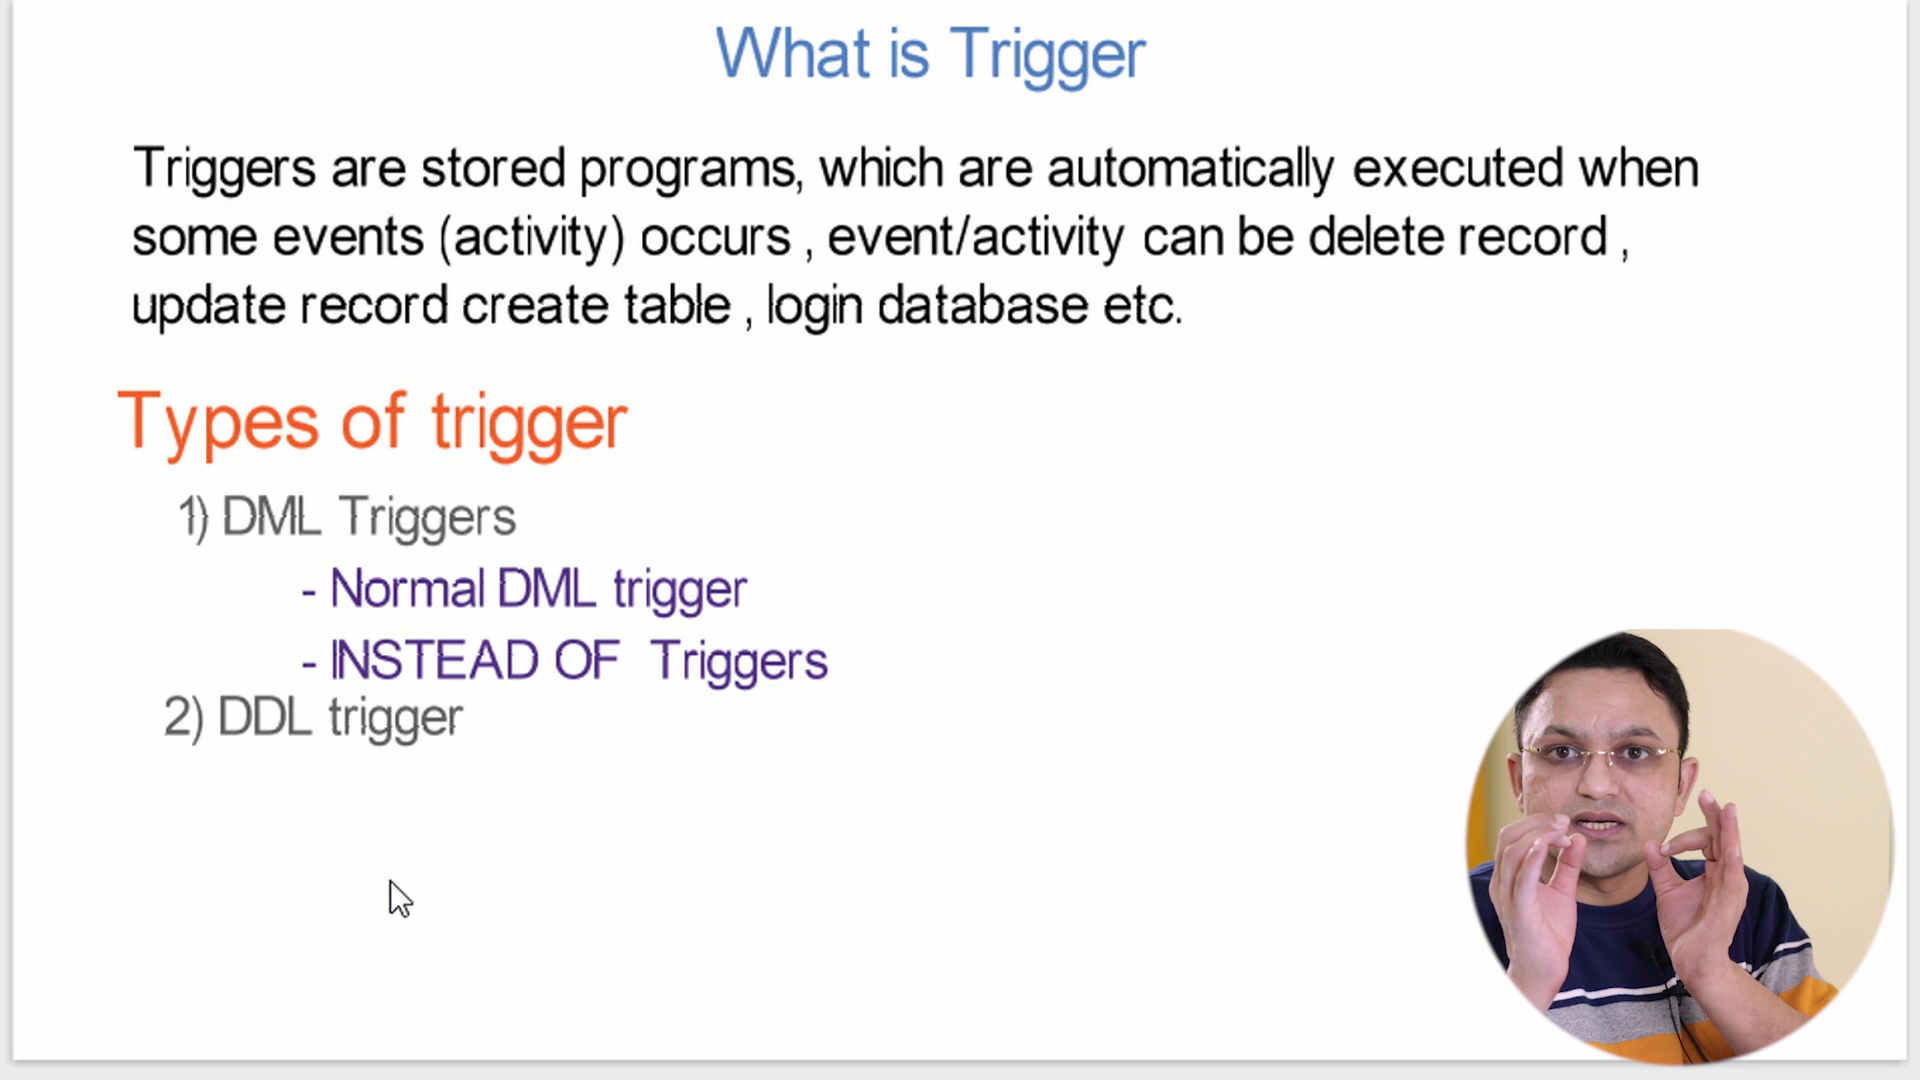 What is Trigger
Triggers are stored programs, which are automatically executed when
some events (activity) occurs , event/activity can be delete record ,
update record create table , login database etc.
Types of trigger
1) DML Triggers
- Normal DML trigger
- INSTEAD OF Triggers
2) DDL trigger